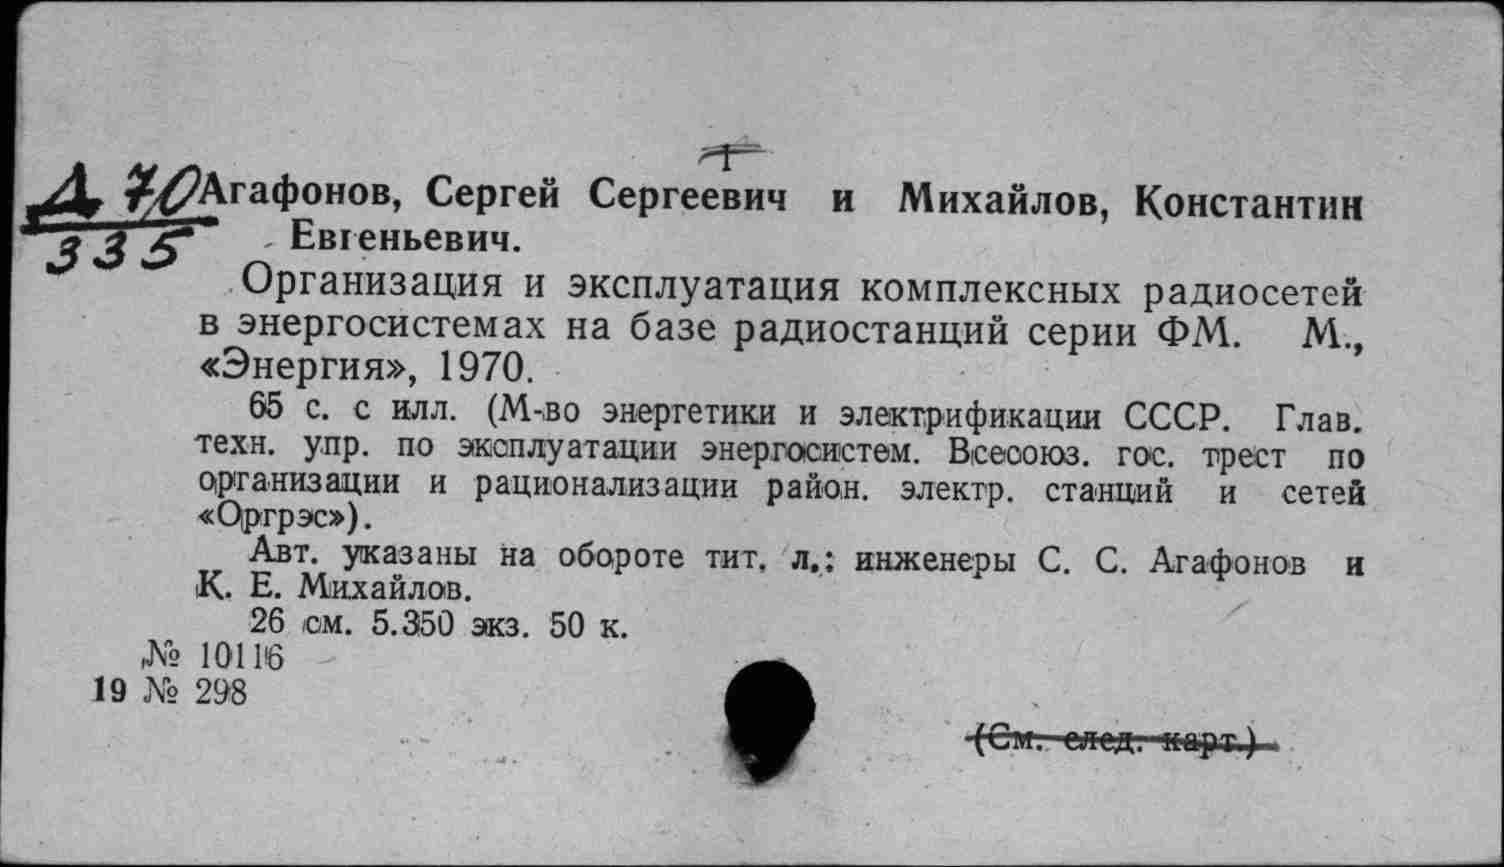 Д 70
335
Агафонов, Сергей Сергеевич и Михайлов, Константин
Евгеньевич.
Организация и эксплуатация комплексных радиосетей
в энергосистемах на базе радиостанций серии ФМ. М.,
«Энергия», 1970.
65 с. с илл. (М-во энергетики и электрификации СССР. Глав.
техн. упр. по эксплуатации энергосистем. Всесоюз. гос. трест по
организации и рационализации район. электр. станций и сетей
«Оргрэс»).
Авт. указаны на обороте тит. л.: инженеры С. С. Агафонов и
К. Е. Михайлов.
26 см. 5.350 экз. 50 к.
№ 10116
19 № 298
(См. след. карт.)